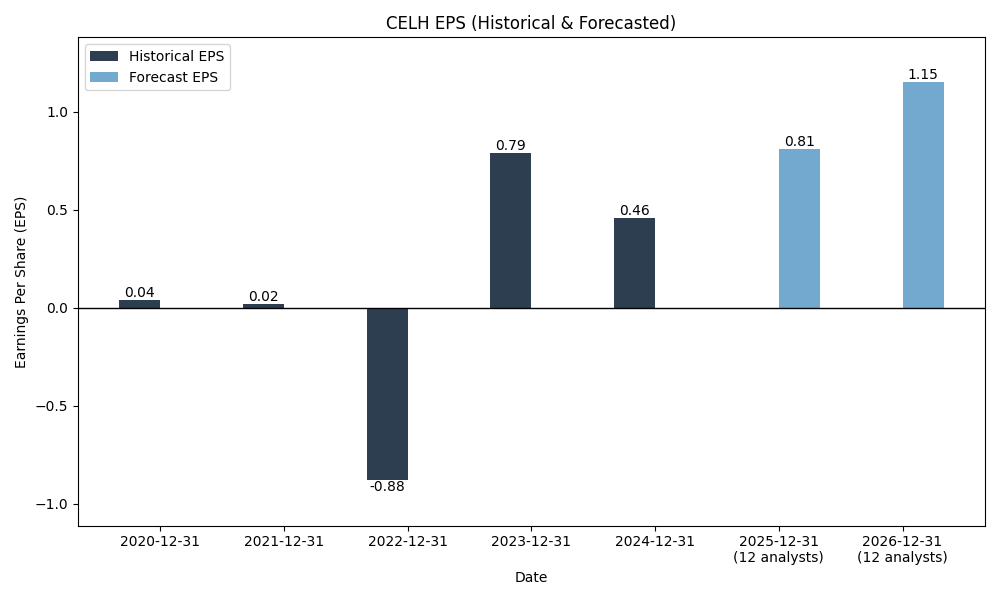 CELH EPS (Historical & Forecasted)
Historical EPS
Forecast EPS
Earnings Per Share (EPS)
1.0
0.5
0.0
−0.5
−1.0
0.04
0.02
-0.88
0.79
0.46
0.81
1.15
2020-12-31
2021-12-31
2022-12-31
2023-12-31
2024-12-31
2025-12-31
(12 analysts)
2026-12-31
(12 analysts)
Date